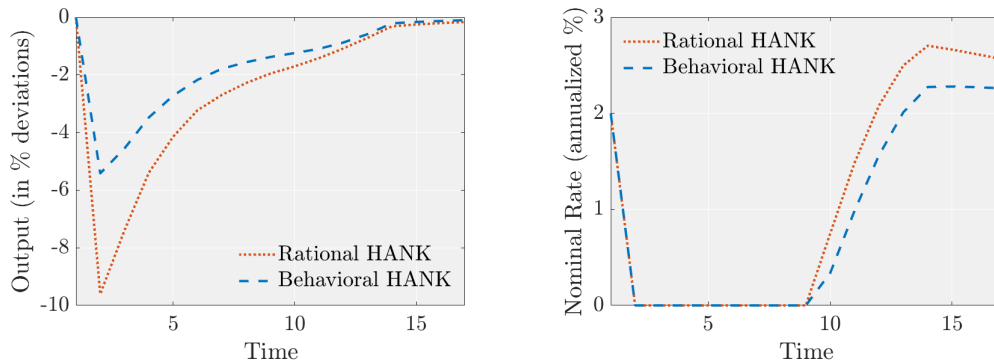 Output (in % deviations)
0
-2
-4
-6
-8
-10
Rational HANK
Behavioral HANK
5
10
15
Time
Nominal Rate (annualized %)
3
2
1
0
Rational HANK
Behavioral HANK
5
10
15
Time